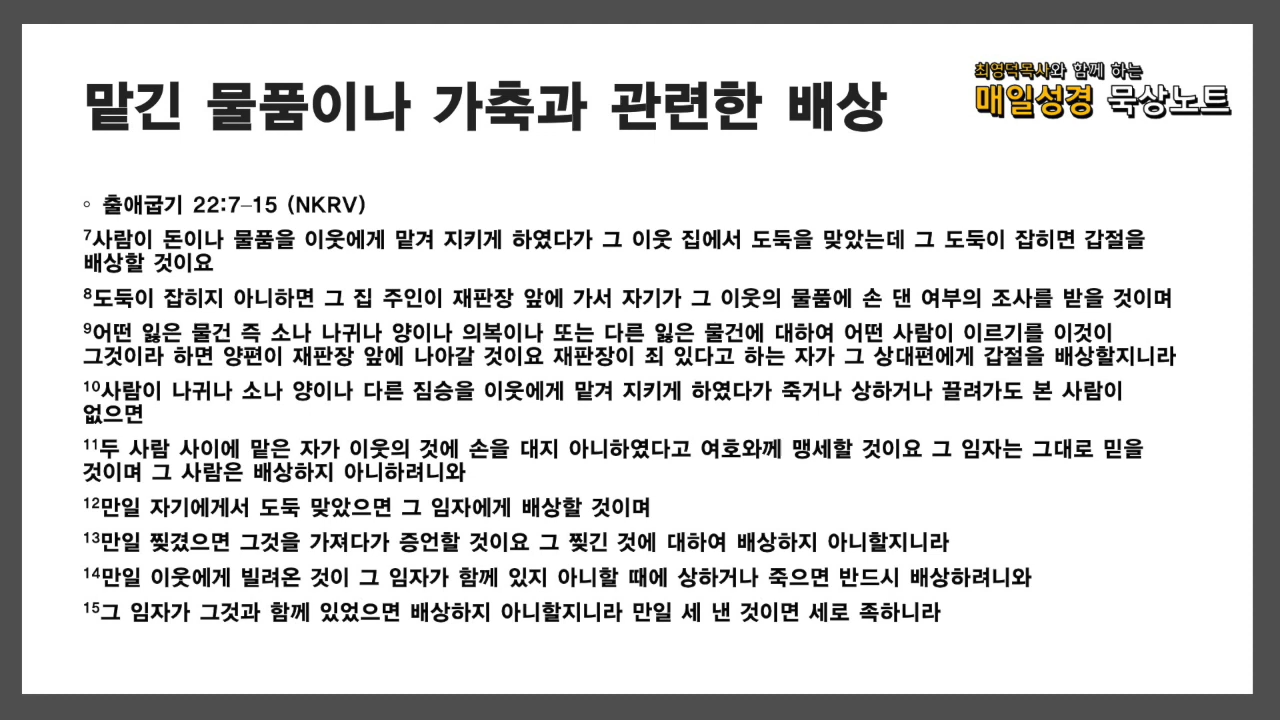 맡긴 물품이나 가축과 관련한 배상
최영덕목사와 함께 하는
매일성경 묵상노트
◦ 출애굽기 22:7–15 (NKRV)
⁷사람이 돈이나 물품을 이웃에게 맡겨 지키게 하였다가 그 이웃 집에서 도둑을 맞았는데 그 도둑이 잡히면 갑절을
배상할 것이요
⁸도둑이 잡히지 아니하면 그 집 주인이 재판장 앞에 가서 자기가 그 이웃의 물품에 손 댄 여부의 조사를 받을 것이며
⁹어떤 잃은 물건 즉 소나 나귀나 양이나 의복이나 또는 다른 잃은 물건에 대하여 어떤 사람이 이르기를 이것이
그것이라 하면 양편이 재판장 앞에 나아갈 것이요 재판장이 죄 있다고 하는 자가 그 상대편에게 갑절을 배상할지니라
¹⁰사람이 나귀나 소나 양이나 다른 짐승을 이웃에게 맡겨 지키게 하였다가 죽거나 상하거나 끌려가도 본 사람이
없으면
¹¹두 사람 사이에 맡은 자가 이웃의 것에 손을 대지 아니하였다고 여호와께 맹세할 것이요 그 임자는 그대로 믿을
것이며 그 사람은 배상하지 아니하려니와
¹²만일 자기에게서 도둑 맞았으면 그 임자에게 배상할 것이며
¹³만일 찢겼으면 그것을 가져다가 증언할 것이요 그 찢긴 것에 대하여 배상하지 아니할지니라
¹⁴만일 이웃에게 빌려온 것이 그 임자가 함께 있지 아니할 때에 상하거나 죽으면 반드시 배상하려니와
¹⁵그 임자가 그것과 함께 있었으면 배상하지 아니할지니라 만일 세 낸 것이면 세로 족하니라